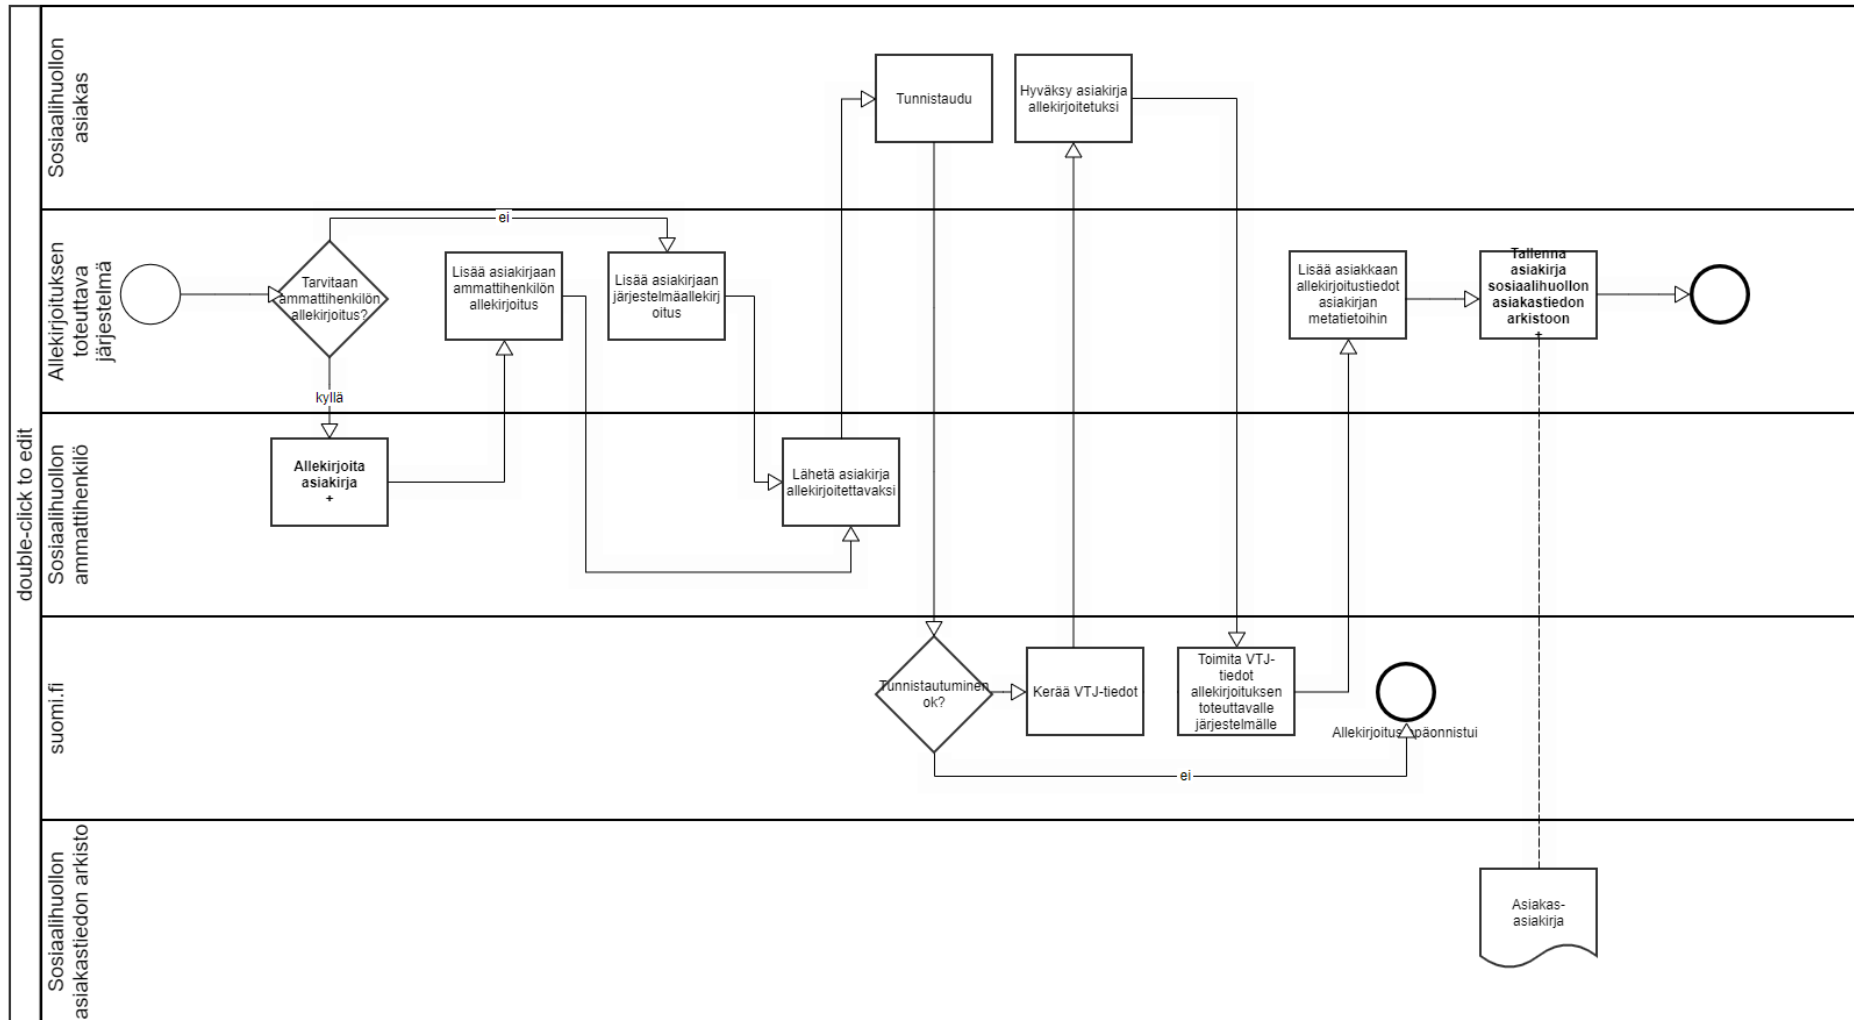 double-click to edit
Sosiaalihuollon
asiakas
Tunnistaudu
Hyväksy asiakirja
allekirjoitetuksi
Allekirjoituksen
toteuttava
järjestelmä
Tarvitaan
ammattihenkilön
allekirjoitus?
ei
kyllä
Lisää asiakirjaan
ammattihenkilön
allekirjoitus
Lisää asiakirjaan
järjestelmäallekirj
oitus
Lisää asiakkaan
allekirjoitustiedot
asiakirjan
metatietoihin
Tallenna
asiakirja
sosiaalihuollon
asiakastiedon
arkistoon
+
Sosiaalihuollon
ammattihenkilö
Allekirjoita
asiakirja
+
Lähetä asiakirja
allekirjoitettavaksi
suomi.fi
Tunnistautuminen
ok?
Kerää VTJ-tiedot
Toimita VTJ-
tiedot
allekirjoituksen
toteuttavalle
järjestelmälle
Allekirjoitus epäonnistui
ei
Sosiaalihuollon
asiakastiedon arkisto
Asiakas-
asiakirja